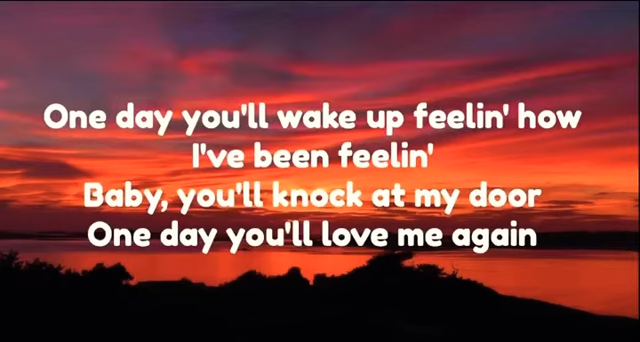 One day you'll wake up feelin' how
I've been feelin'
Baby, you'll knock at my door
One day you'll love me again